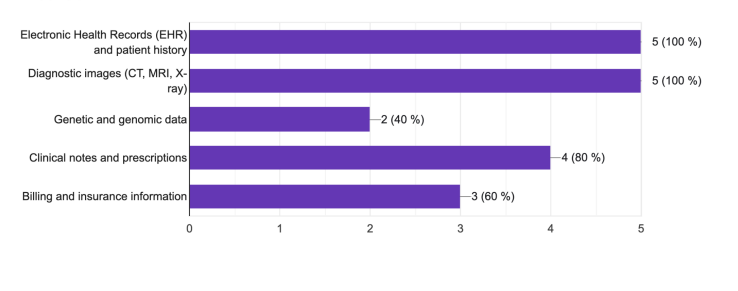 Electronic Health Records (EHR)
and patient history
5 (100 %)
Diagnostic images (CT, MRI, X-
ray)
5 (100 %)
Genetic and genomic data
2 (40 %)
Clinical notes and prescriptions
4 (80 %)
Billing and insurance information
3 (60 %)
0 1 2 3 4 5